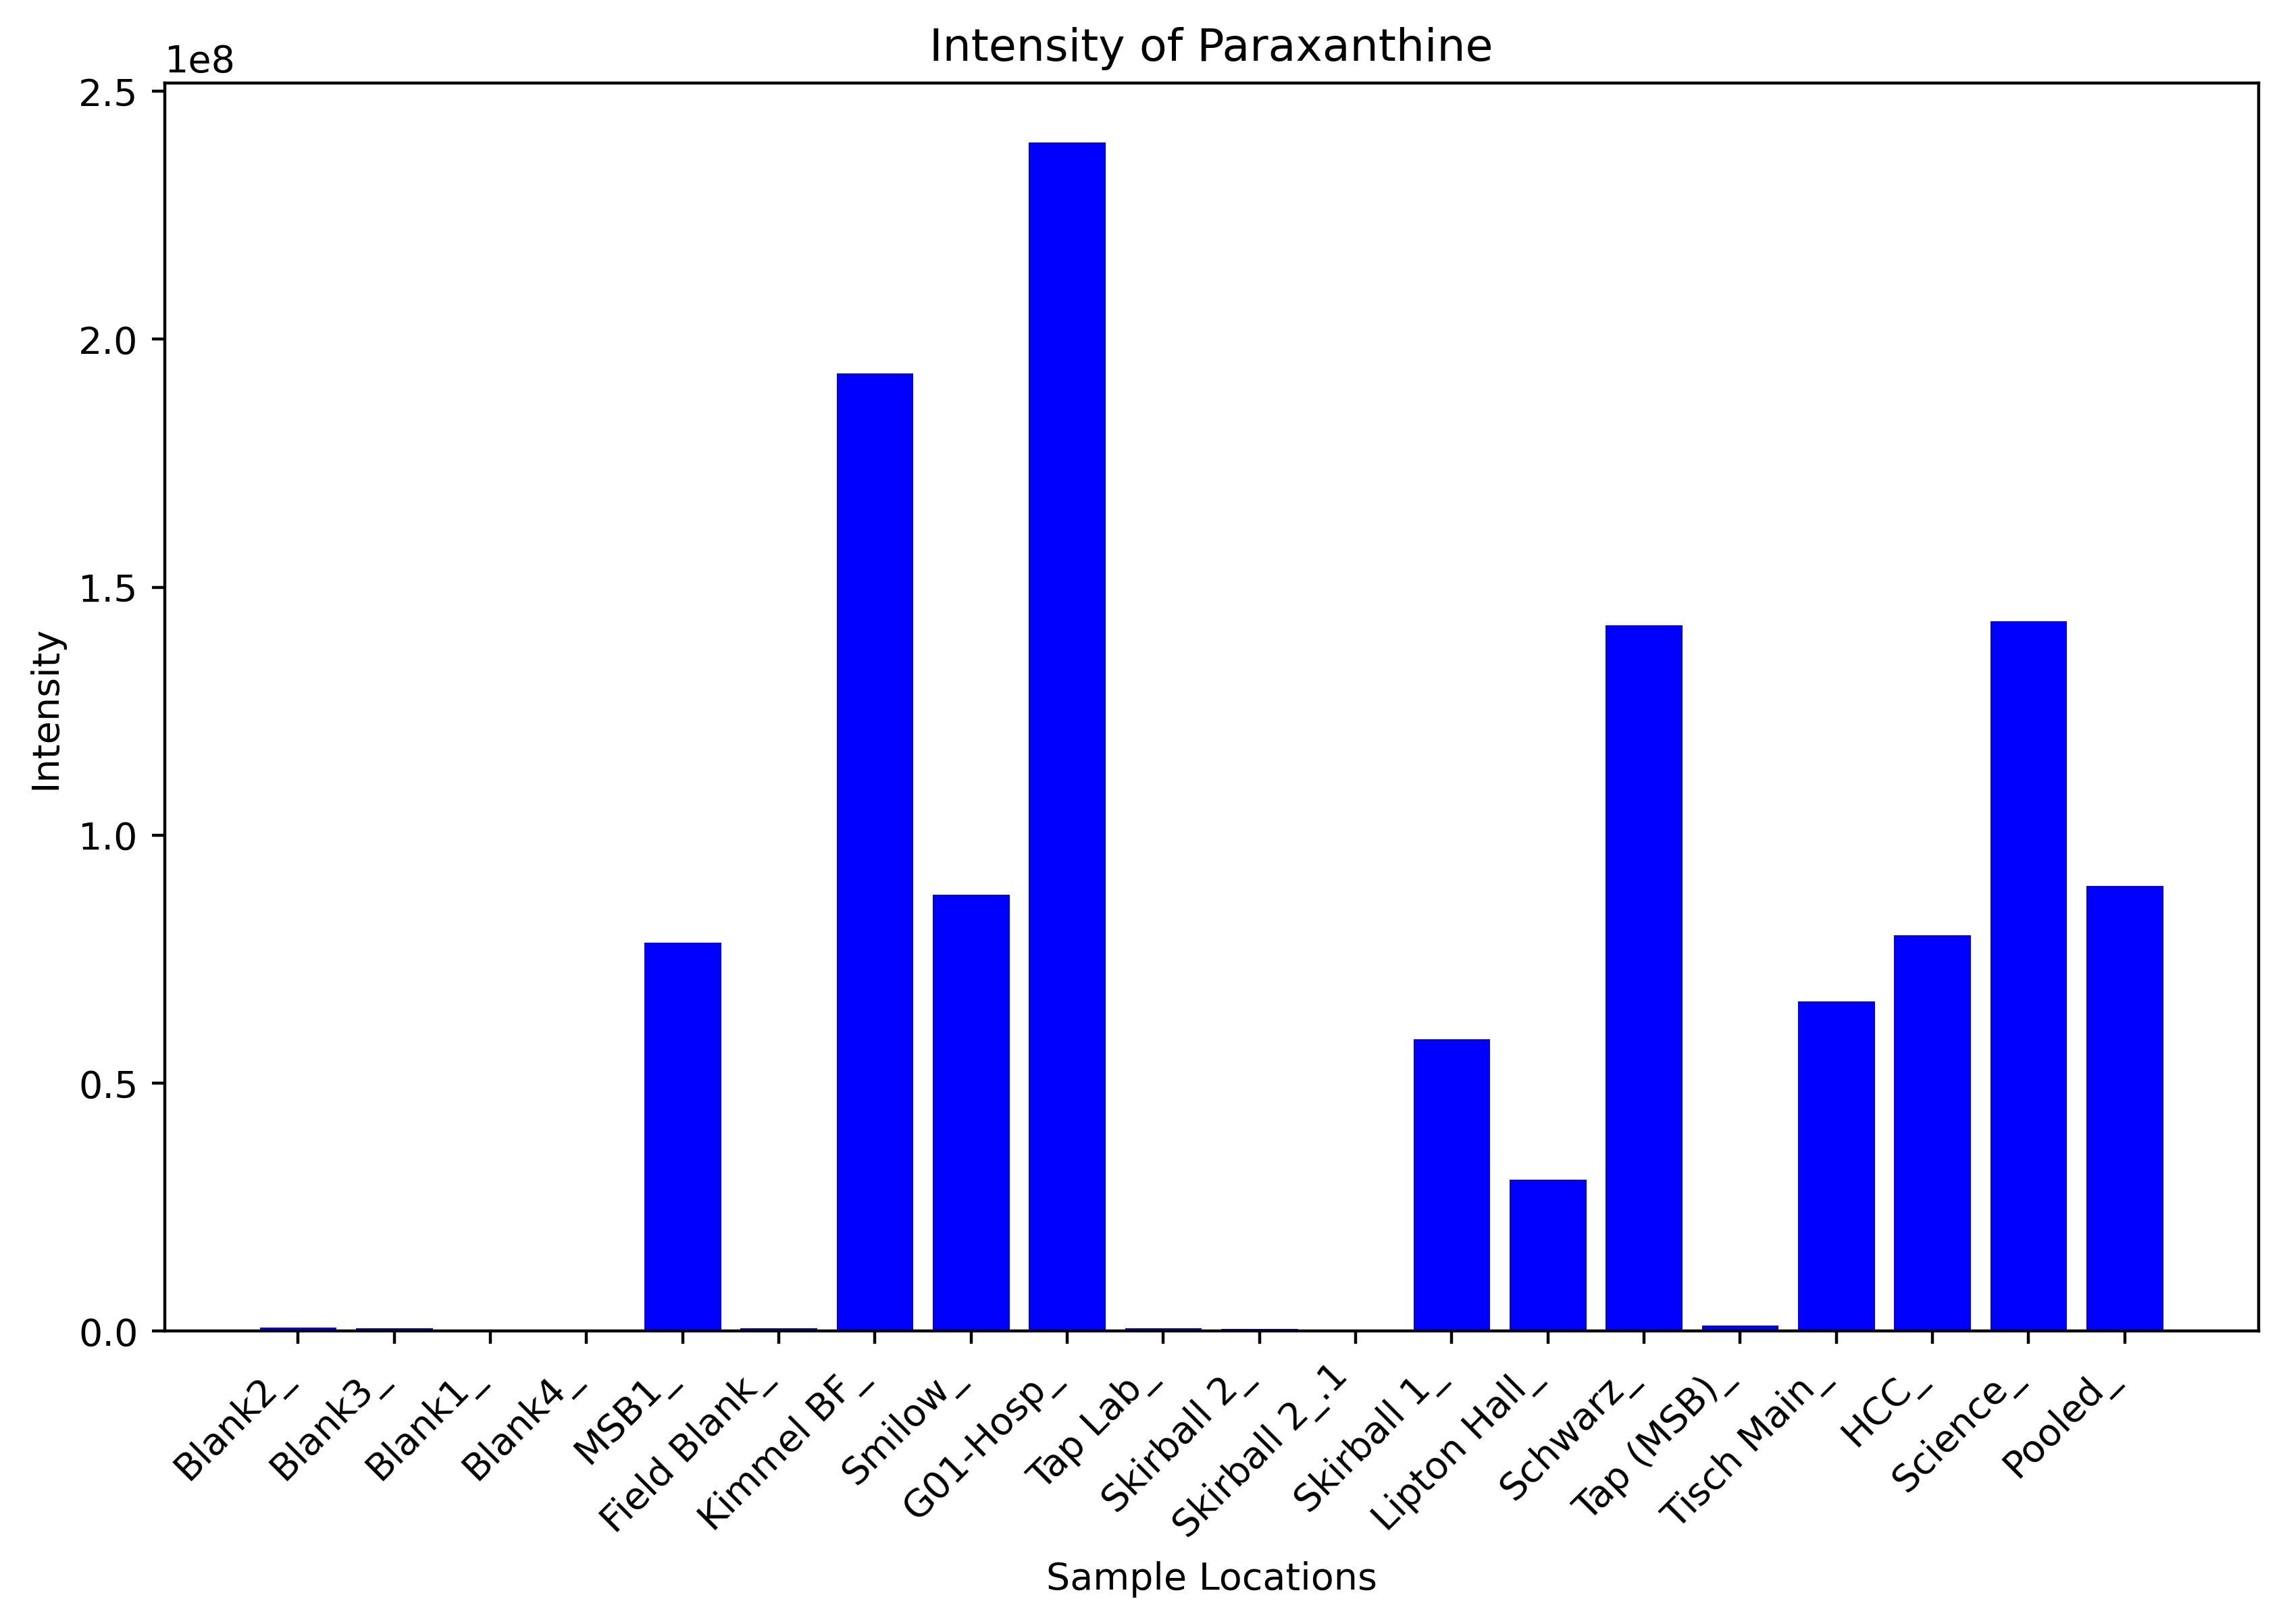 Intensity of Paraxanthine
1e8
2.5
2.0
1.5
1.0
0.5
0.0
Intensity
Blank2_
Blank3_
Blank1_
Blank4_
MSB1_
Field Blank_
Kimmel BF_
Smilow_
G01-Hosp_
Tap Lab_
Skirball 2_
Skirball 2_.1
Skirball 1_
Lipton Hall_
Schwarz_
Tap (MSB)_
Tisch Main_
HCC_
Science_
Pooled_
Sample Locations